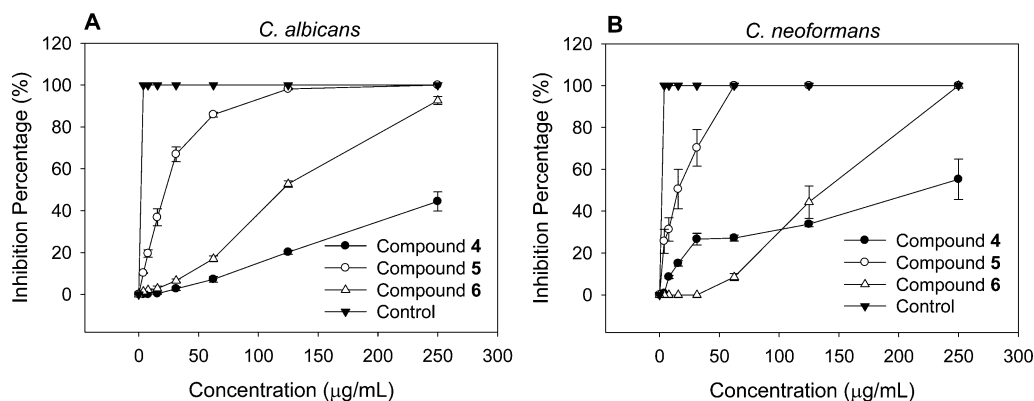 A
C. albicans
120
100
80
60
40
20
0
Inhibition Percentage (%)
Compound 4
Compound 5
Compound 6
Control
0 50 100 150 200 250 300
Concentration (μg/mL)
B
C. neoformans
120
100
80
60
40
20
0
Inhibition Percentage (%)
Compound 4
Compound 5
Compound 6
Control
0 50 100 150 200 250 300
Concentration (μg/mL)